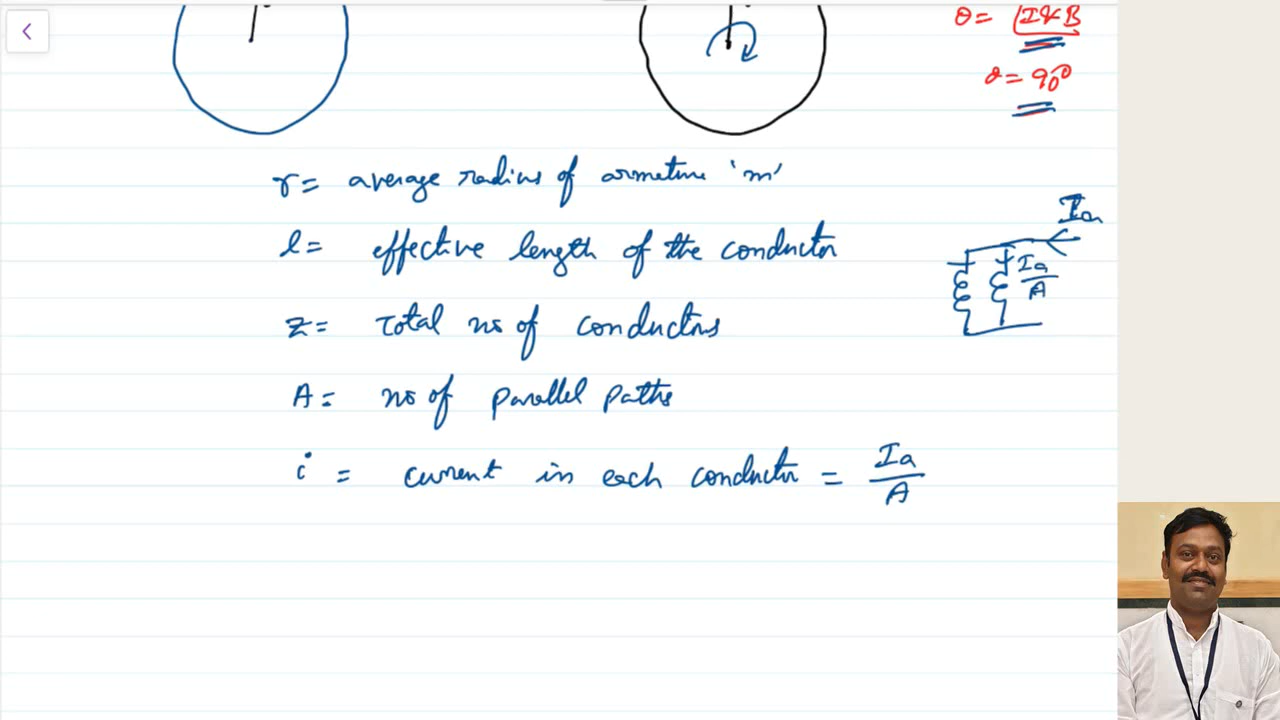 θ = ⌊I & B
θ = 90°
r = average radius of armeture 'm'
l = effective length of the conductor
Ia
Ia/A
z = Total no of conductors
A = no of parallel paths
i = current in each conductor = Ia/A